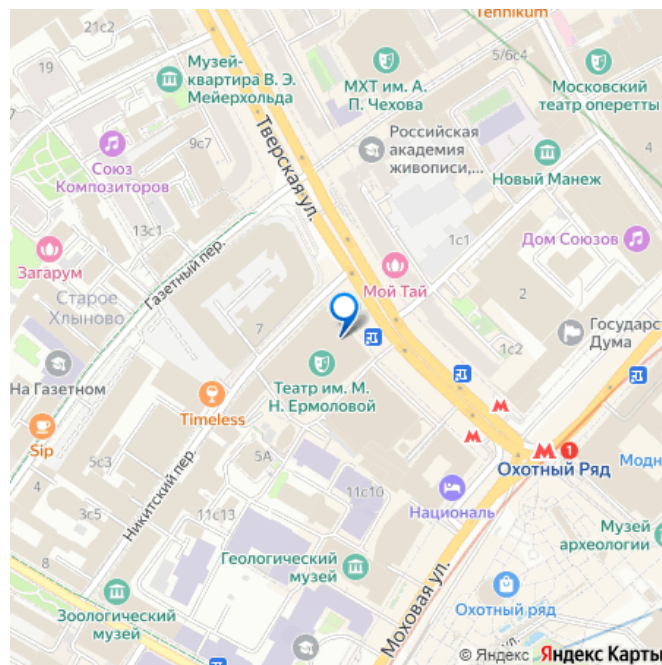 21с2
Tehnikum
19
Музей-
квартира В. Э.
Мейерхольда
5/6с4
МХТ им. А.
П. Чехова
Московский
театр оперетты
Тверская ул.
9с7
Союз
Композиторов
Российская
академия
живописи,...
Новый Манеж
13с1
1с1
Дом Союзов
Загарум
Газетный пер.
Мой Тай
Старое
Хлыново
2
7
Государс
Дума
1с2
На Газетном
Театр им. М.
Н. Ермоловой
Timeless
Sip
5А
М
М
М 1
Охотный Ряд
5с3
Модн
4
Никитский пер.
11с10
Националь
3с5
11с13
Музей
археологии
Геологический
музей
8
Моховая ул.
Зоологический
музей
Охотный ряд
ул.
© Яндекс Яндекс Карты